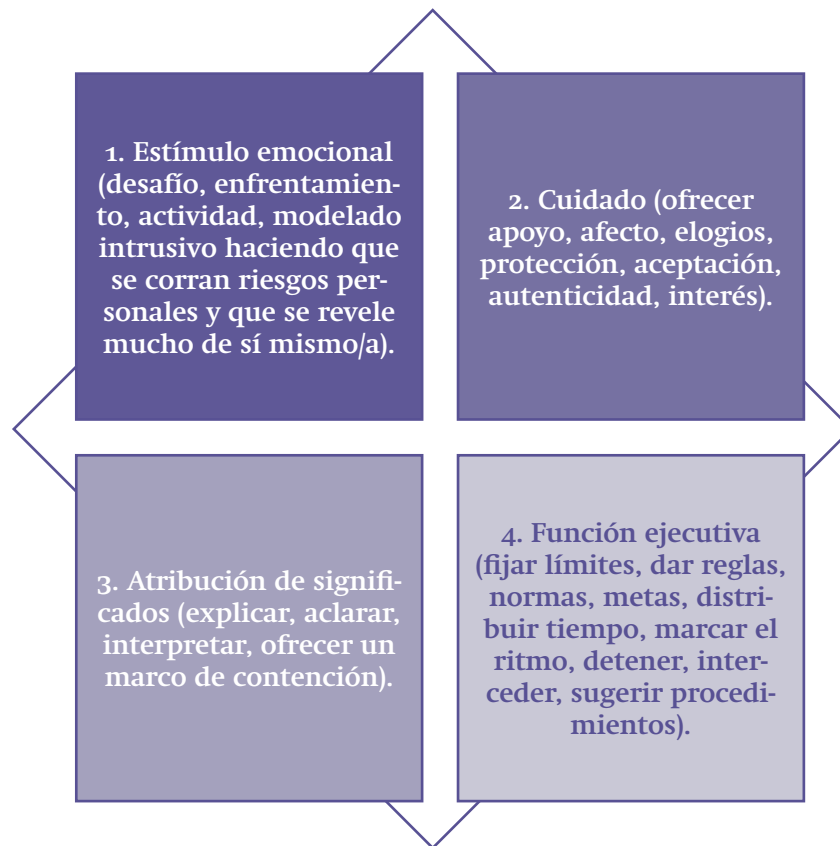 1. Estímulo emocional
(desafío, enfrentamien-
to, actividad, modelado
intrusivo haciendo que
se corran riesgos per-
sonales y que se revele
mucho de sí mismo/a).
2. Cuidado (ofrecer
apoyo, afecto, elogios,
protección, aceptación,
autenticidad, interés).
3. Atribución de signifi-
cados (explicar, aclarar,
interpretar, ofrecer un
marco de contención).
4. Función ejecutiva
(fijar límites, dar reglas,
normas, metas, distri-
buir tiempo, marcar el
ritmo, detener, inter-
ceder, sugerir procedi-
mientos).